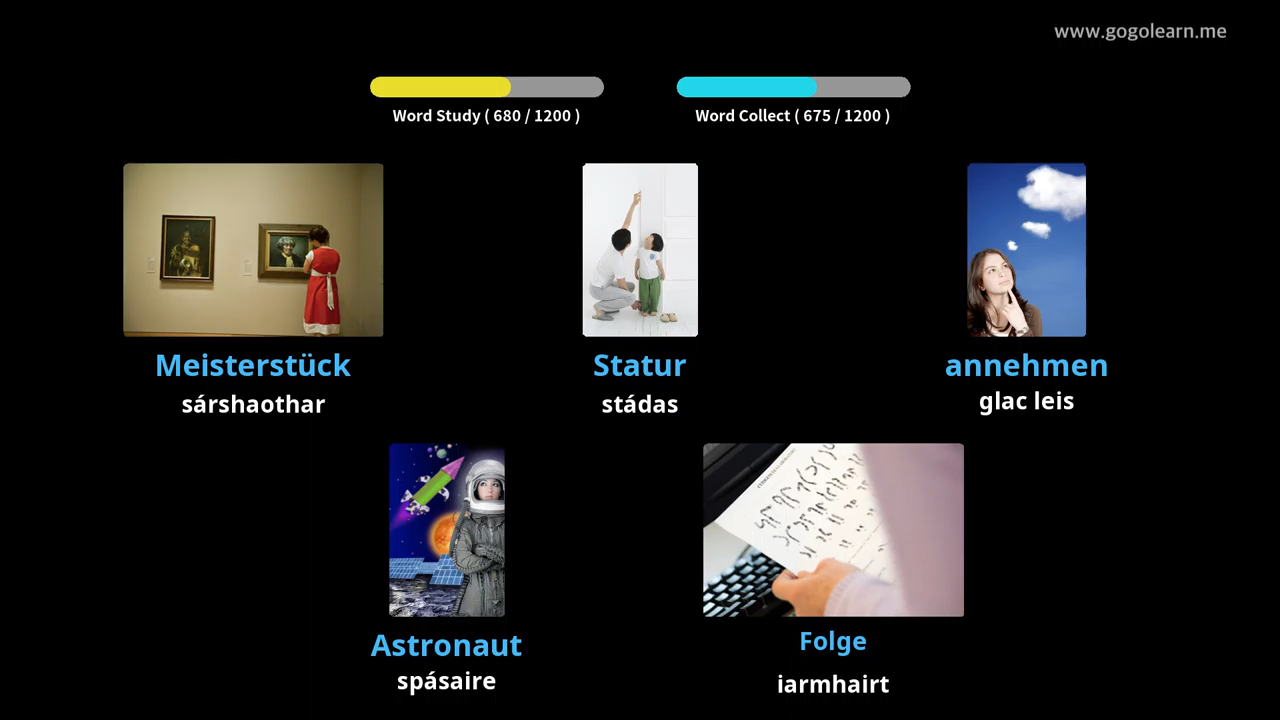 www.gogolearn.me
Word Study ( 680 / 1200 )
Word Collect ( 675 / 1200 )
Meisterstück
sárshaothar
Statur
stádas
annehmen
glac leis
Astronaut
spásaire
Folge
iarmhairt